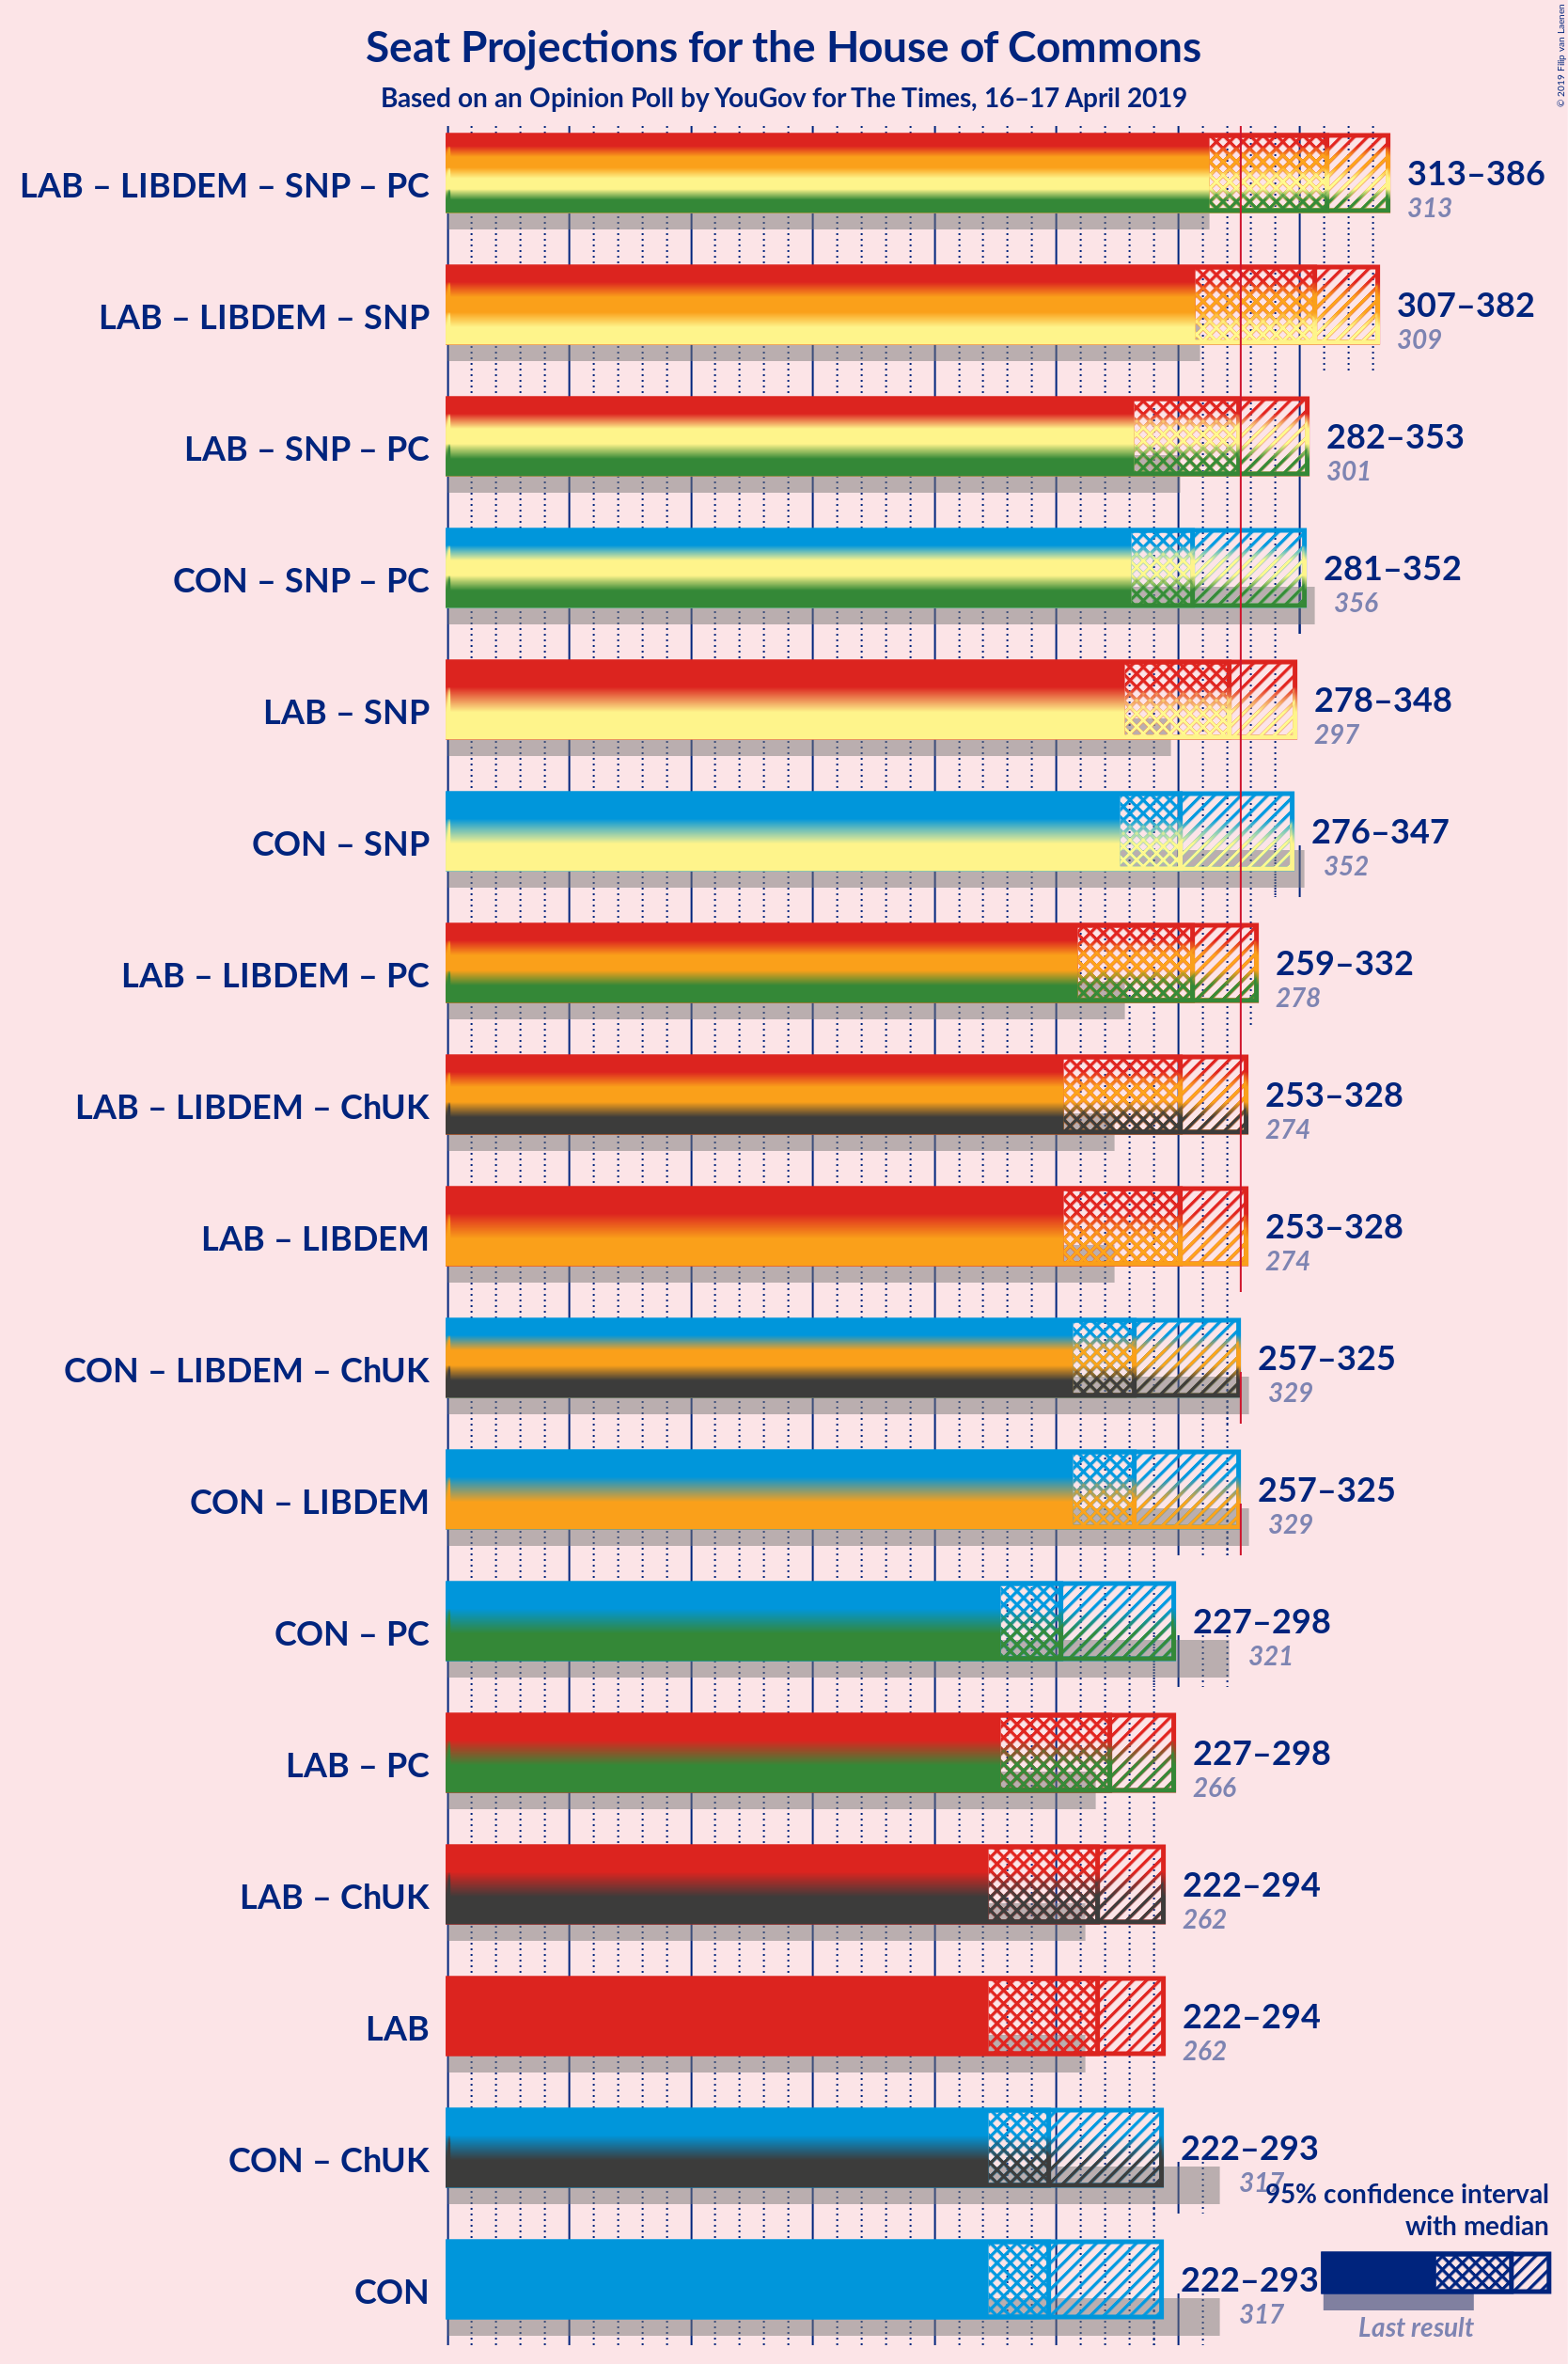 Seat Projections for the House of Commons
Based on an Opinion Poll by YouGov for The Times, 16–17 April 2019
© 2019 Filip van Laenen
LAB – LIBDEM – SNP – PC
313–386
313
LAB – LIBDEM – SNP
307–382
309
LAB – SNP – PC
282–353
301
CON – SNP – PC
281–352
356
LAB – SNP
278–348
297
CON – SNP
276–347
352
LAB – LIBDEM – PC
259–332
278
LAB – LIBDEM – ChUK
253–328
274
LAB – LIBDEM
253–328
274
CON – LIBDEM – ChUK
257–325
329
CON – LIBDEM
257–325
329
CON – PC
227–298
321
LAB – PC
227–298
266
LAB – ChUK
222–294
262
LAB
222–294
262
CON – ChUK
222–293
317
CON
222–293
317
95% confidence interval
with median
Last result